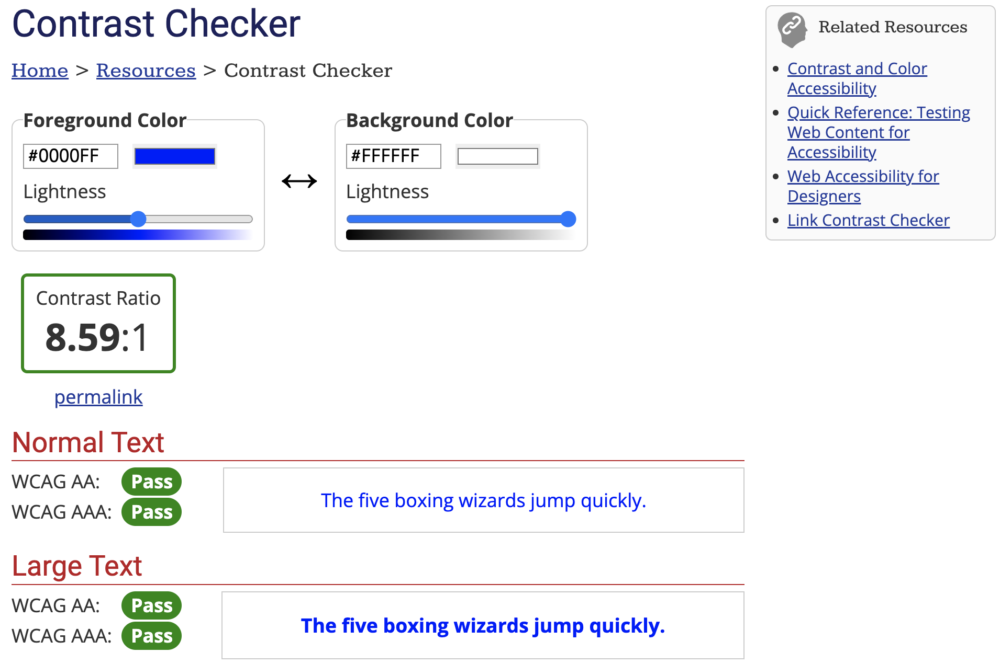 Contrast Checker
Home > Resources > Contrast Checker
Foreground Color
#0000FF
Lightness
Background Color
#FFFFFF
Lightness
Contrast Ratio
8.59:1
permalink
Normal Text
WCAG AA: Pass
WCAG AAA: Pass
The five boxing wizards jump quickly.
Large Text
WCAG AA: Pass
WCAG AAA: Pass
The five boxing wizards jump quickly.
Related Resources
Contrast and Color
Accessibility
Quick Reference: Testing
Web Content for
Accessibility
Web Accessibility for
Designers
Link Contrast Checker